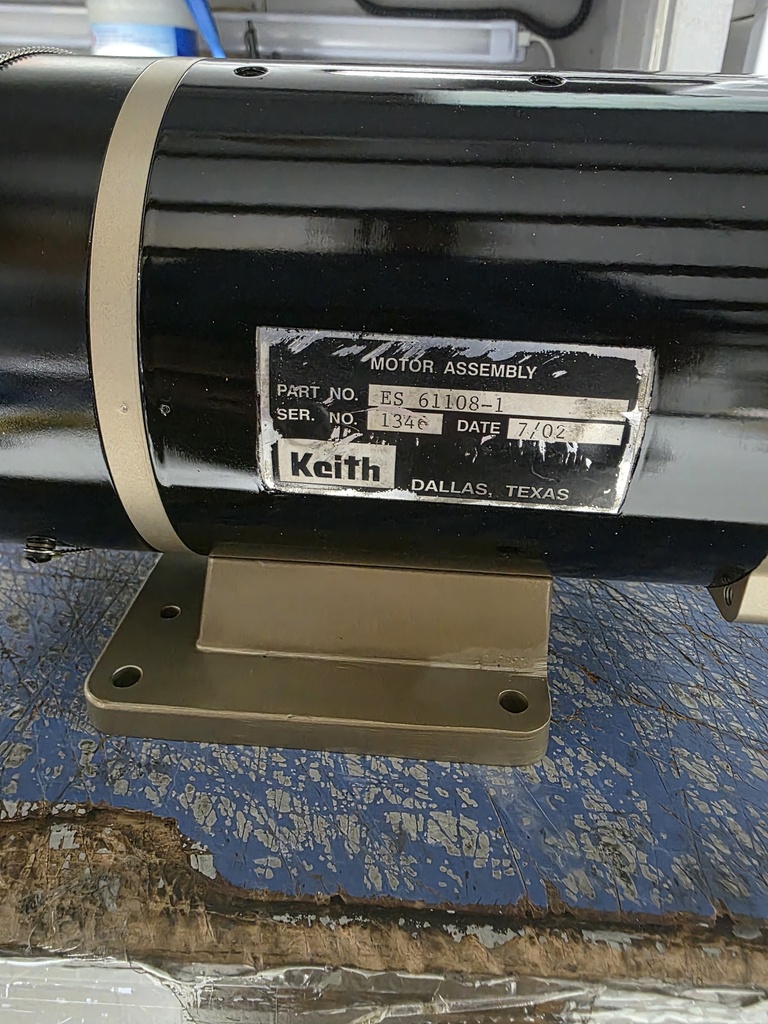 MOTOR ASSEMBLY
PART NO. ES 61108-1
SER. NO. 1346 DATE 7/02
Keith DALLAS, TEXAS